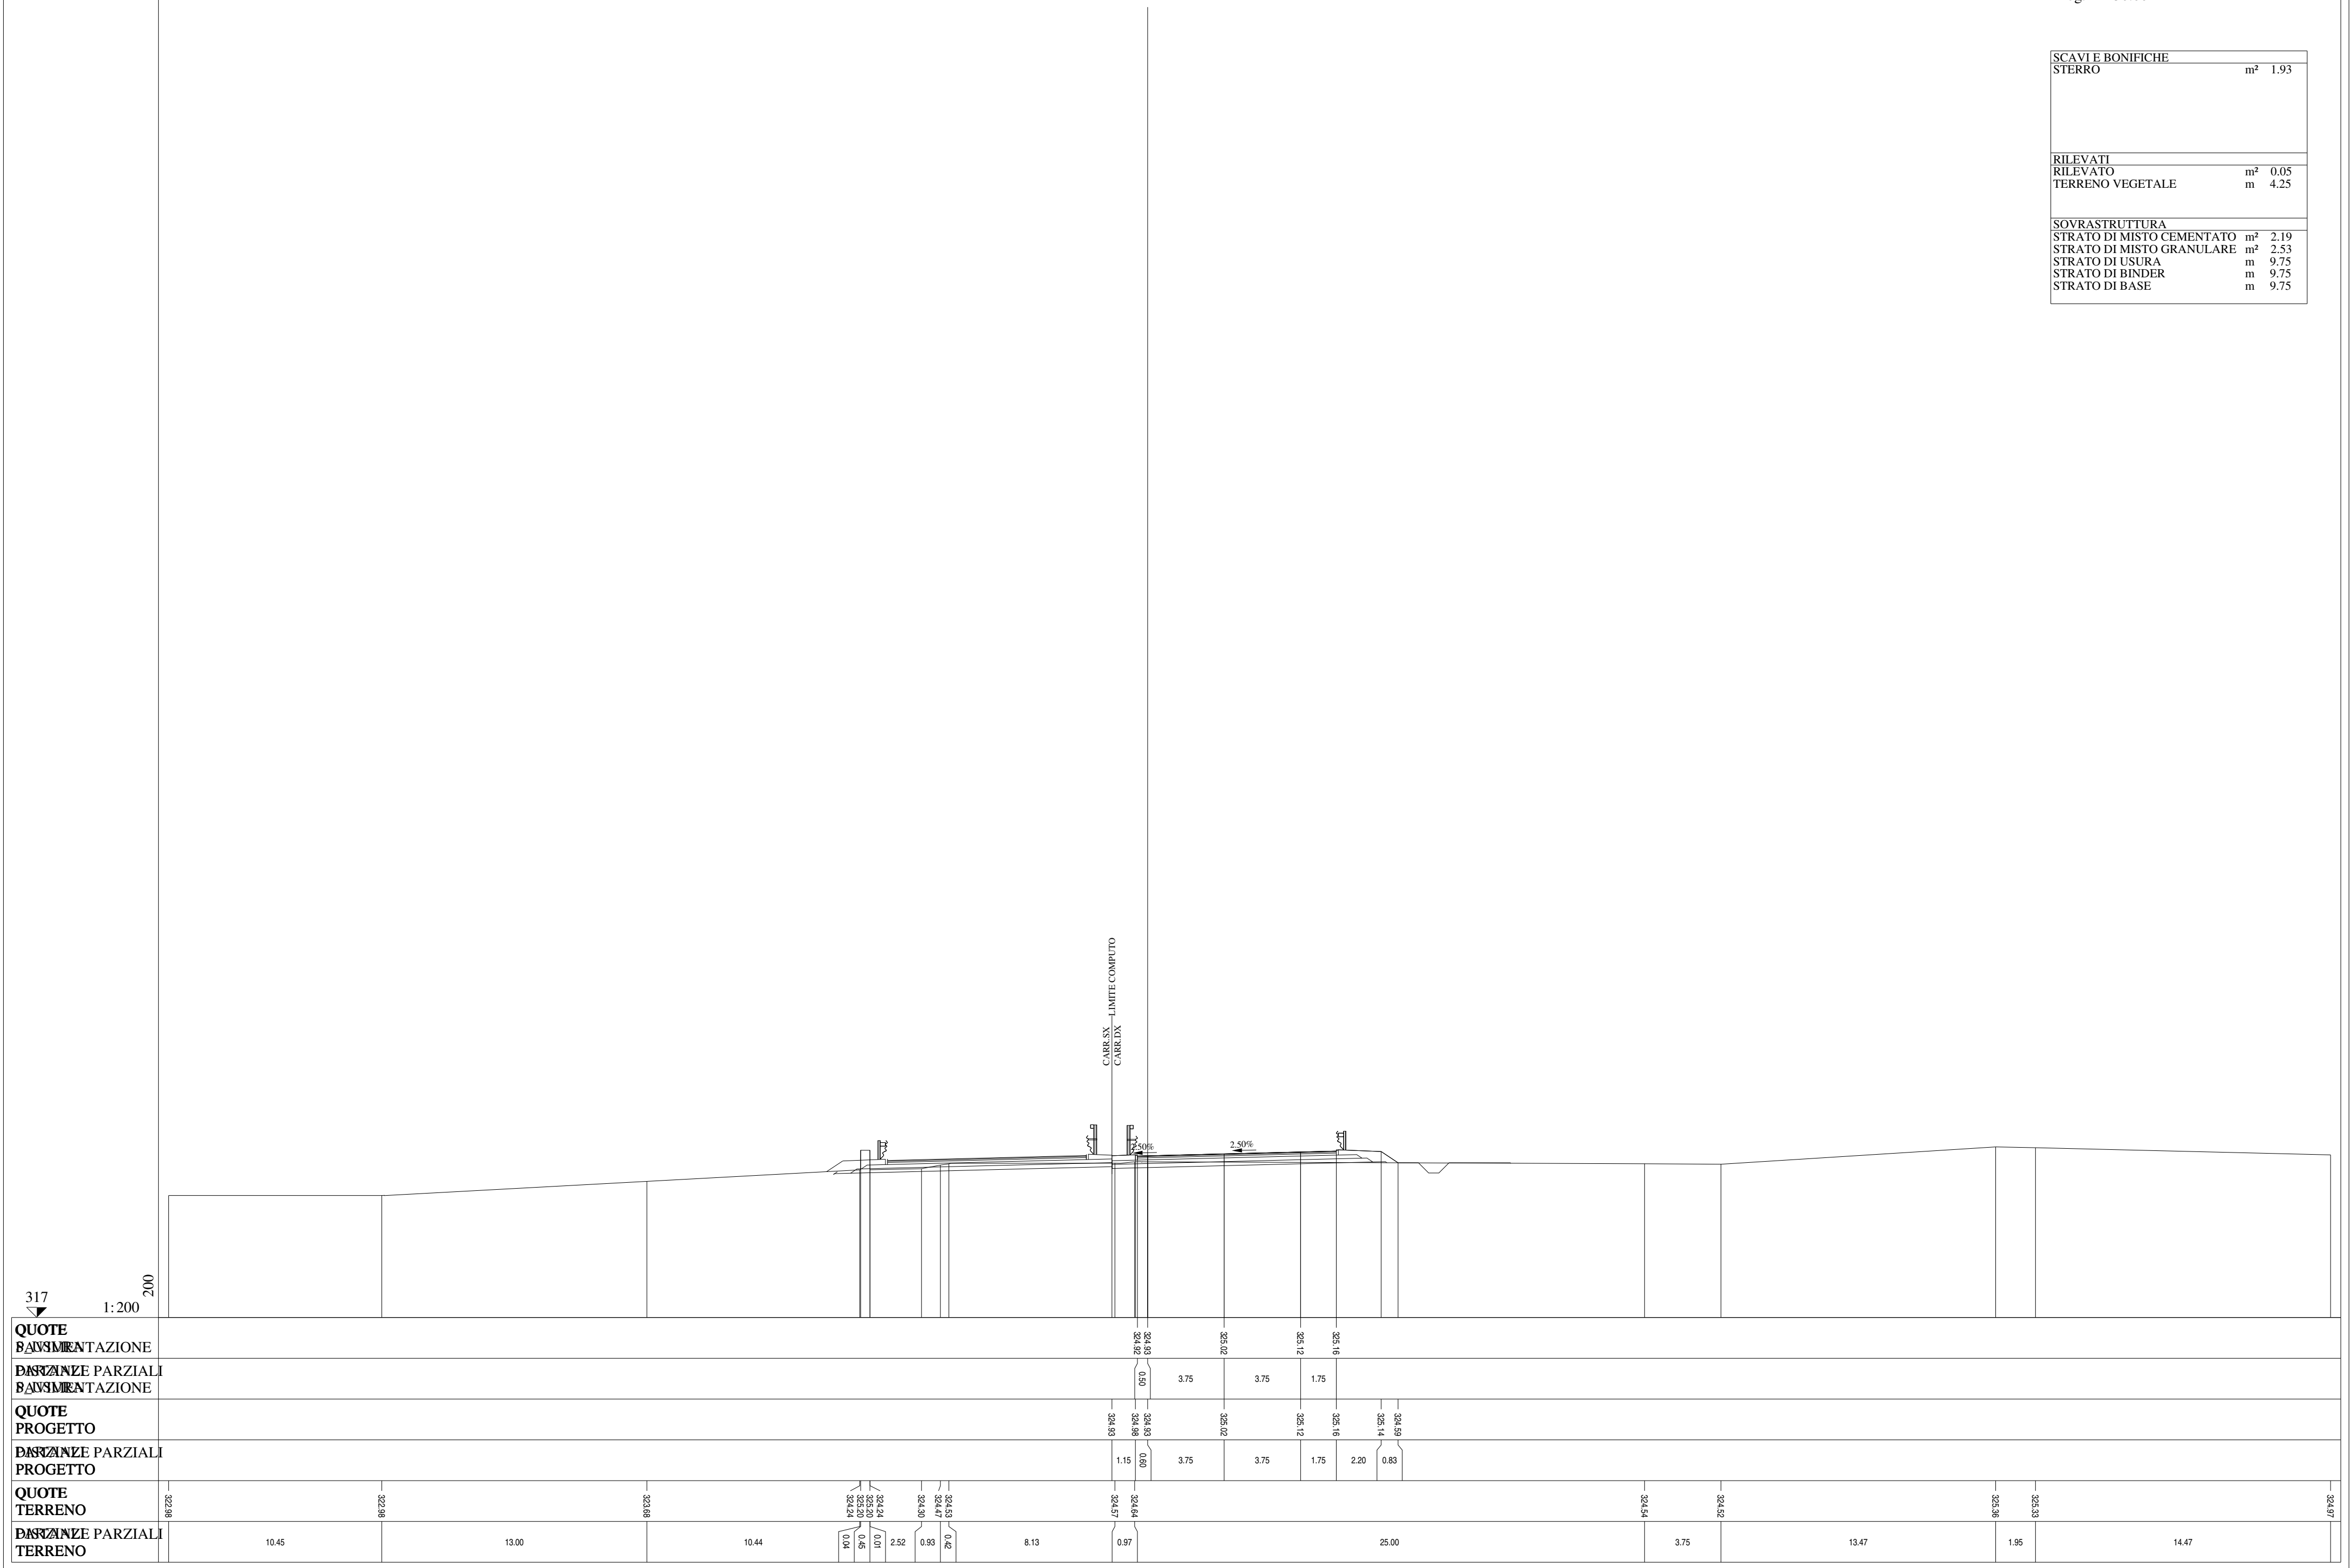 SCAVI E BONIFICHE
STERRO m² 1.93
RILEVATI
RILEVATO m² 0.05
TERRENO VEGETALE m 4.25
SOVRASTRUTTURA
STRATO DI MISTO CEMENTATO m² 2.19
STRATO DI MISTO GRANULARE m² 2.53
STRATO DI USURA m 9.75
STRATO DI BINDER m 9.75
STRATO DI BASE m 9.75
LIMITE COMPUTO
CARR.SX
CARR.DX
2.50% 2.50%
317
1:200
200
QUOTE
PAVIMENTAZIONE
324.92 324.93 325.02 325.12 325.16
DISTANZE PARZIALI
PAVIMENTAZIONE
0.50 3.75 3.75 1.75
QUOTE
PROGETTO
324.93 324.98 324.93 325.02 325.12 325.16 325.14 324.59
DISTANZE PARZIALI
PROGETTO
1.15 0.60 3.75 3.75 1.75 2.20 0.83
QUOTE
TERRENO
322.98 322.98 323.68 324.24 325.20 325.20 324.24 324.30 324.47 324.53 324.57 324.64 324.54 324.52 325.36 325.33 324.97
DISTANZE PARZIALI
TERRENO
10.45 13.00 10.44 0.04 0.45 0.01 2.52 0.93 0.42 8.13 0.97 25.00 3.75 13.47 1.95 14.47